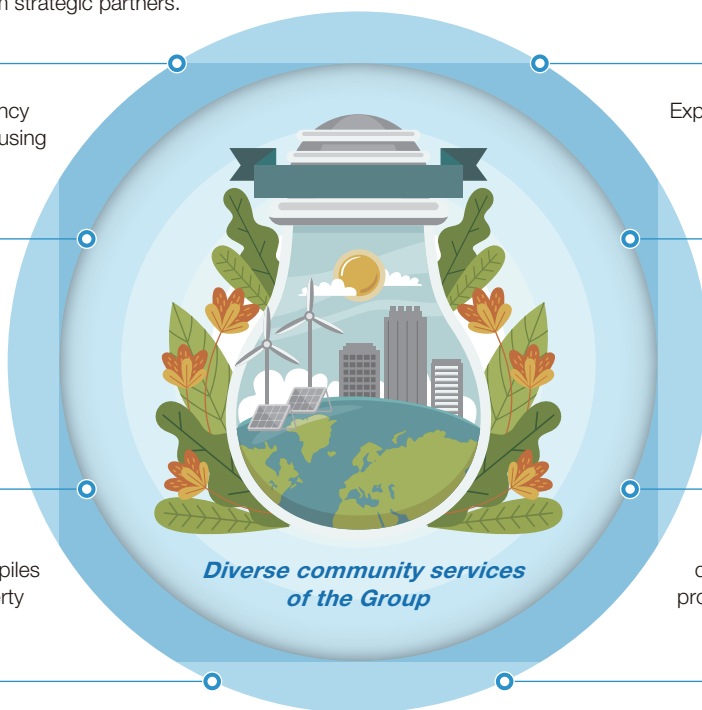 strategic partners.
ncy
Exp
using
piles
erty
pro
Diverse community services
of the Group